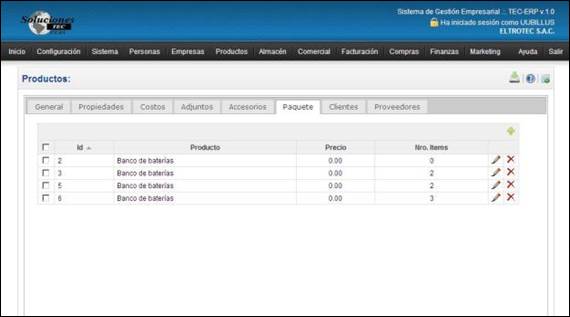 Soluciones
TEC
Sistema de Gestión Empresarial .:. TEC-ERP v.1.0
Ha iniciado sesión como UUBILLUS
ELTROTEC S.A.C.
Inicio Configuración Sistema Personas Empresas Productos Almacén Comercial Facturación Compras Finanzas Marketing Ayuda Salir
Productos:
General Propiedades Costos Adjuntos Accesorios Paquete Clientes Proveedores
Id Producto Precio Nro. Items
2 Banco de baterías 0.00 0
3 Banco de baterías 0.00 2
5 Banco de baterías 0.00 2
6 Banco de baterías 0.00 3